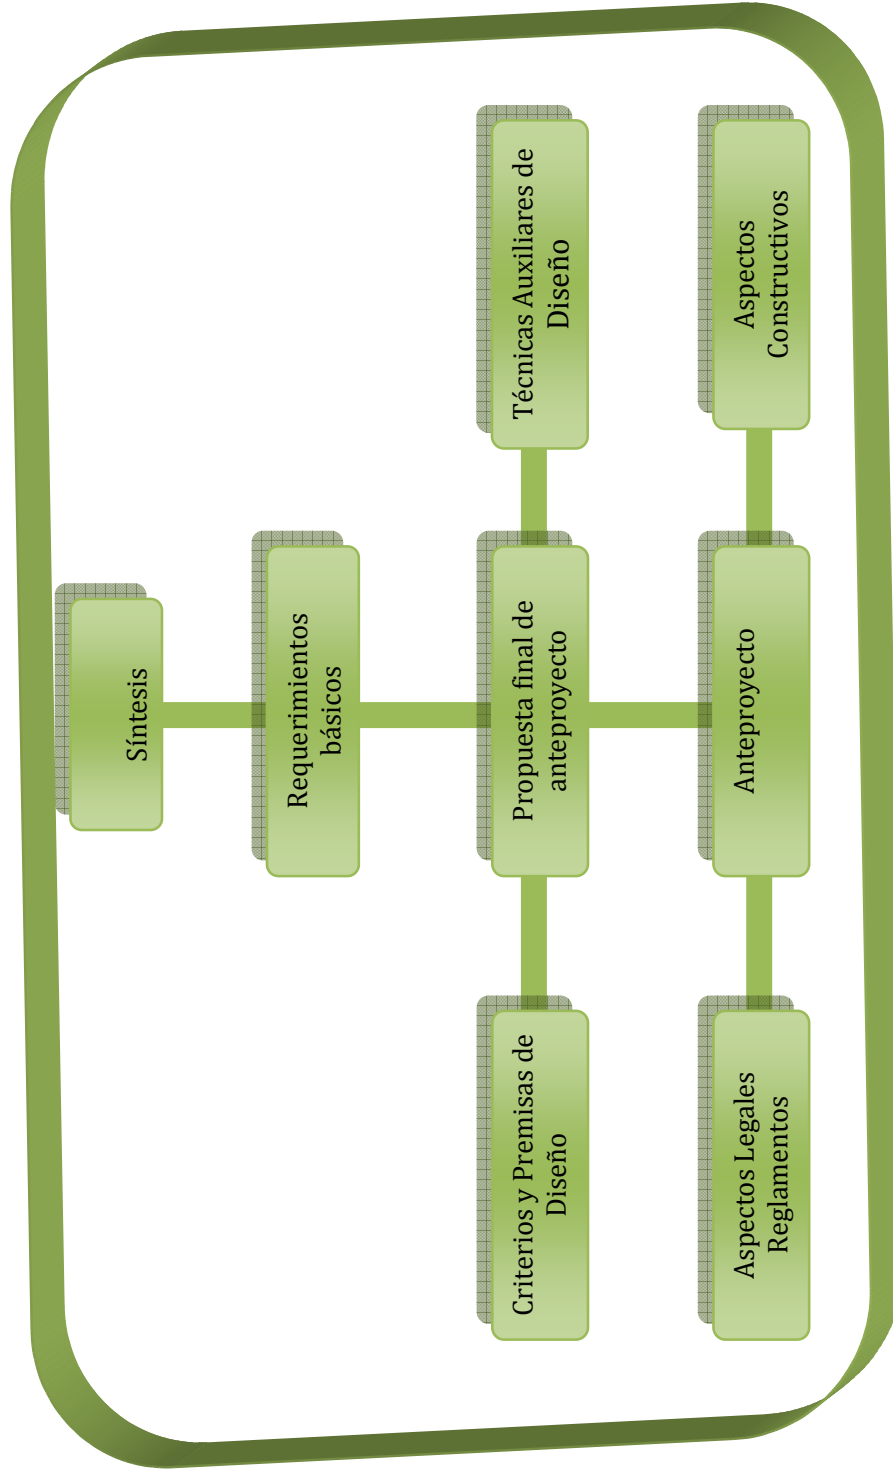 Síntesis
Requerimientos
básicos
Criterios y Premisas de
Diseño
Propuesta final de
anteproyecto
Técnicas Auxiliares de
Diseño
Aspectos Legales
Reglamentos
Anteproyecto
Aspectos
Constructivos